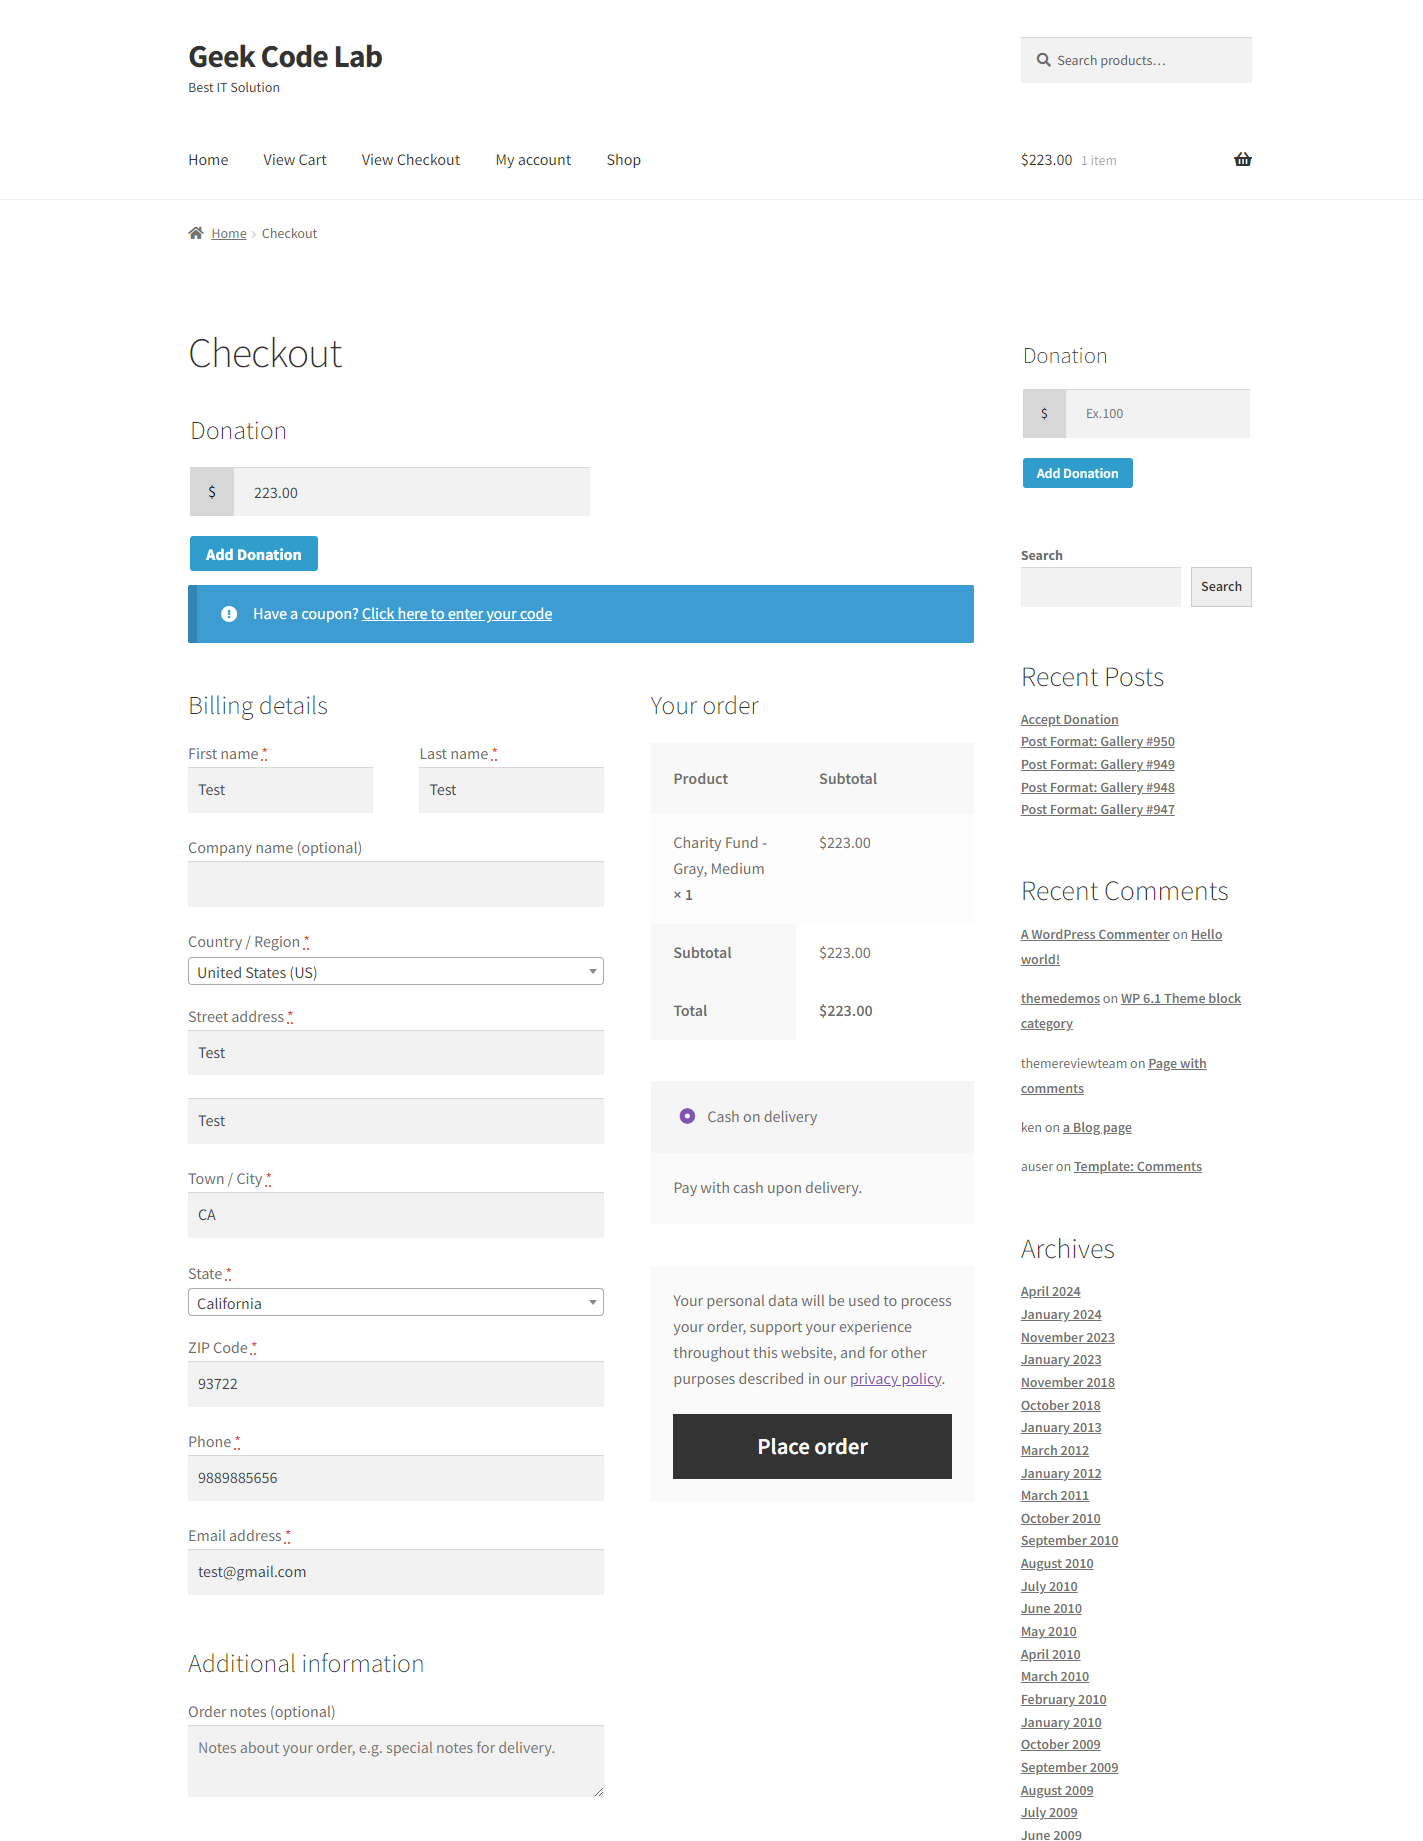 Geek Code Lab
Best IT Solution
Search products…
Home
View Cart
View Checkout
My account
Shop
$223.00 1 item
Home › Checkout
Checkout
Donation
$
223.00
Add Donation
Have a coupon? Click here to enter your code
Billing details
First name *
Test
Last name *
Test
Company name (optional)
Country / Region *
United States (US)
Street address *
Test
Test
Town / City *
CA
State *
California
ZIP Code *
93722
Phone *
9889885656
Email address *
test@gmail.com
Additional information
Order notes (optional)
Notes about your order, e.g. special notes for delivery.
Your order
Product Subtotal
Charity Fund - $223.00
Gray, Medium
× 1
Subtotal $223.00
Total $223.00
Cash on delivery
Pay with cash upon delivery.
Your personal data will be used to process
your order, support your experience
throughout this website, and for other
purposes described in our privacy policy.
Place order
Donation
$
Ex.100
Add Donation
Search
Search
Recent Posts
Accept Donation
Post Format: Gallery #950
Post Format: Gallery #949
Post Format: Gallery #948
Post Format: Gallery #947
Recent Comments
A WordPress Commenter on Hello
world!
themedemos on WP 6.1 Theme block
category
themereviewteam on Page with
comments
ken on a Blog page
auser on Template: Comments
Archives
April 2024
January 2024
November 2023
January 2023
November 2018
October 2018
January 2013
March 2012
January 2012
March 2011
October 2010
September 2010
August 2010
July 2010
June 2010
May 2010
April 2010
March 2010
February 2010
January 2010
October 2009
September 2009
August 2009
July 2009
June 2009